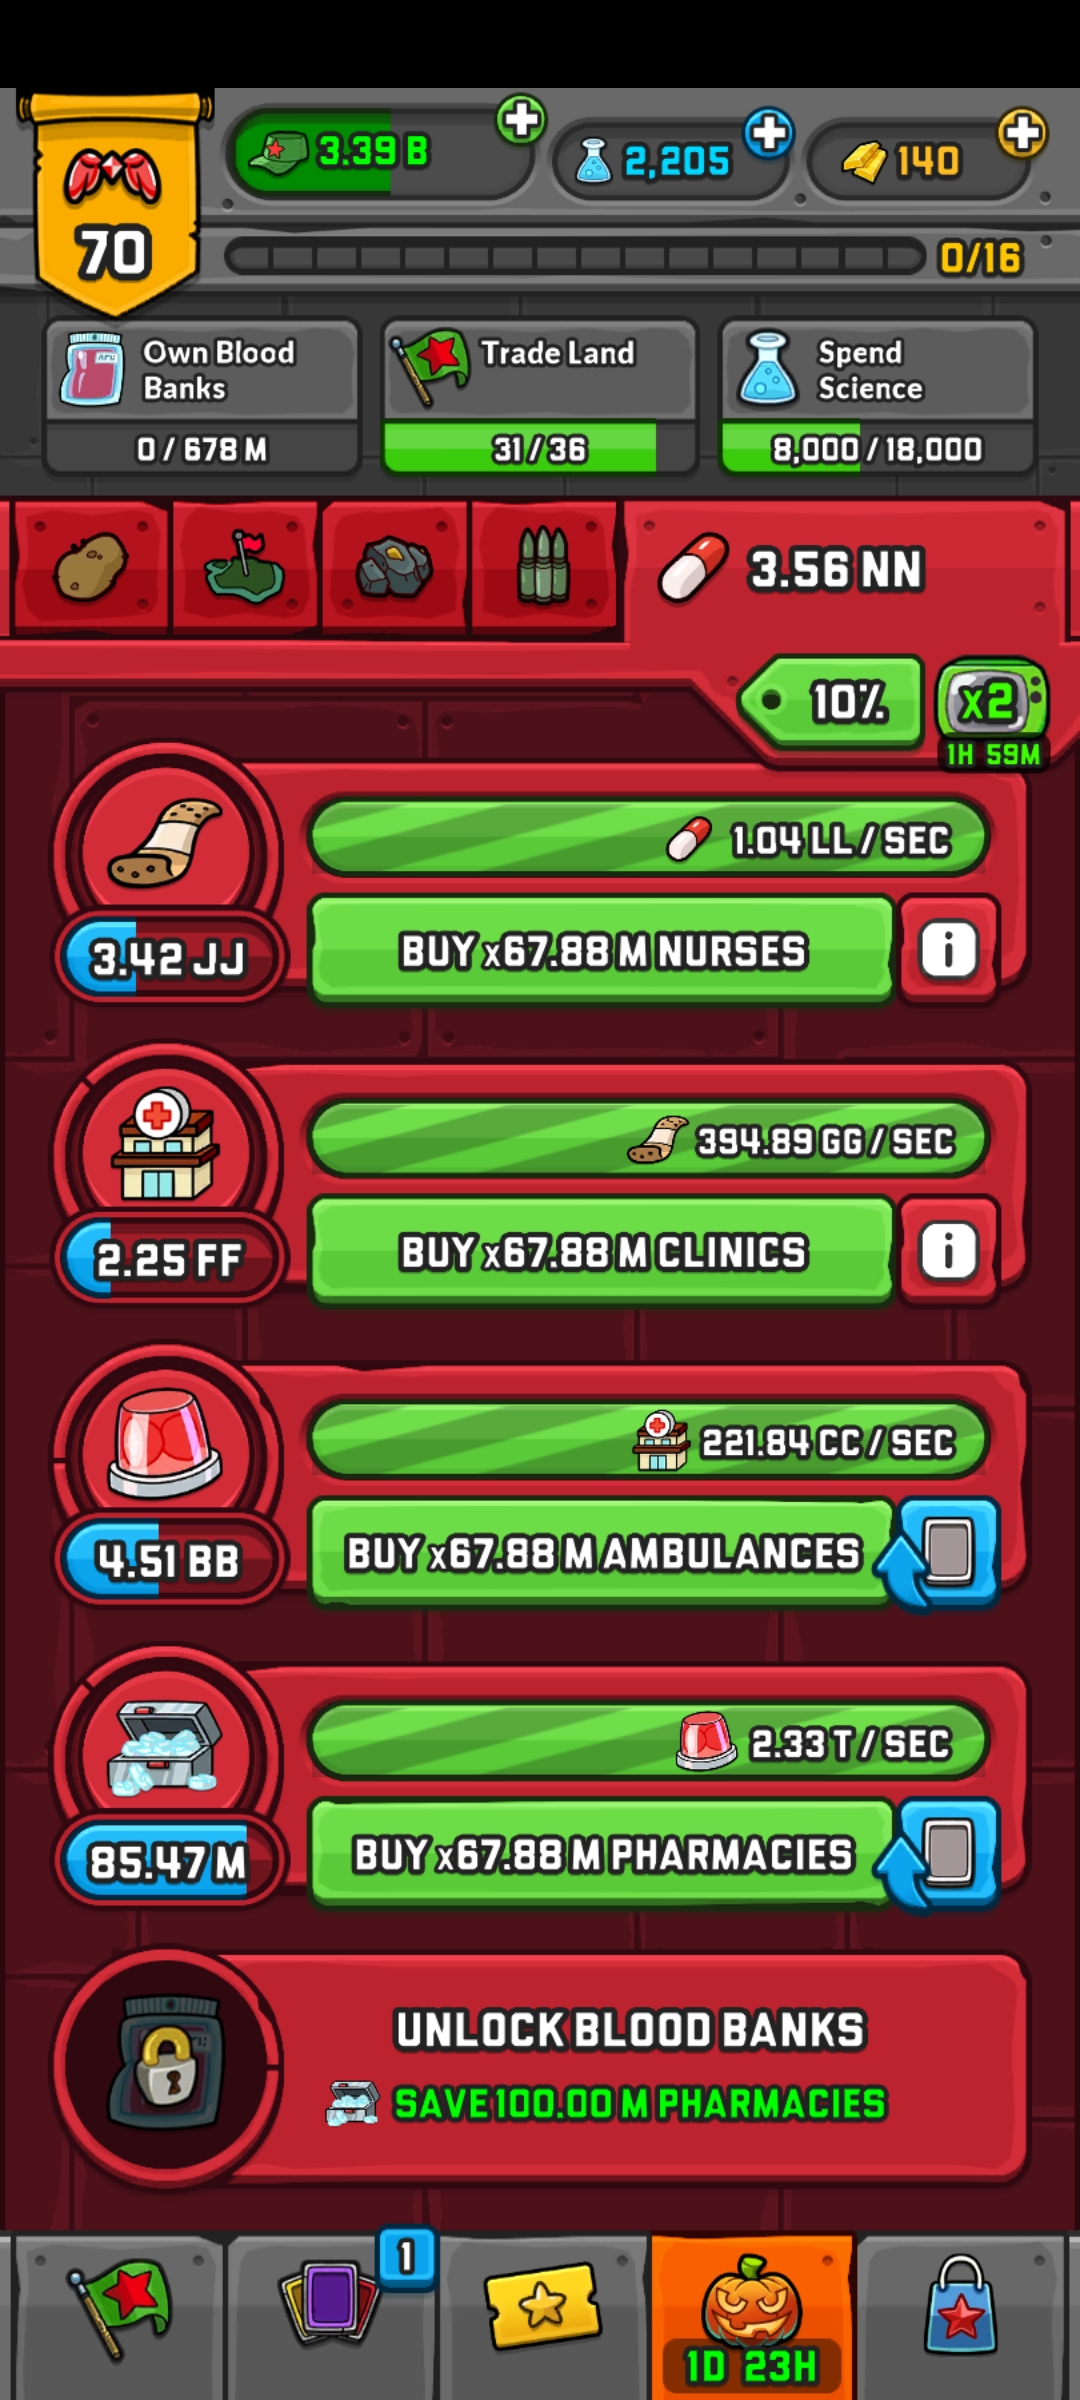 70
3.39 B
2,205
140
0/16
Own Blood
Banks
0 / 678 M
Trade Land
31 / 36
Spend
Science
8,000 / 18,000
3.56 NN
10%
x2
1H 59M
1.04 LL / SEC
3.42 JJ
BUY x67.88 M NURSES
i
394.89 GG / SEC
2.25 FF
BUY x67.88 M CLINICS
i
221.84 CC / SEC
4.51 BB
BUY x67.88 M AMBULANCES
2.33 T / SEC
85.47 M
BUY x67.88 M PHARMACIES
UNLOCK BLOOD BANKS
SAVE 100.00 M PHARMACIES
1
1D 23H